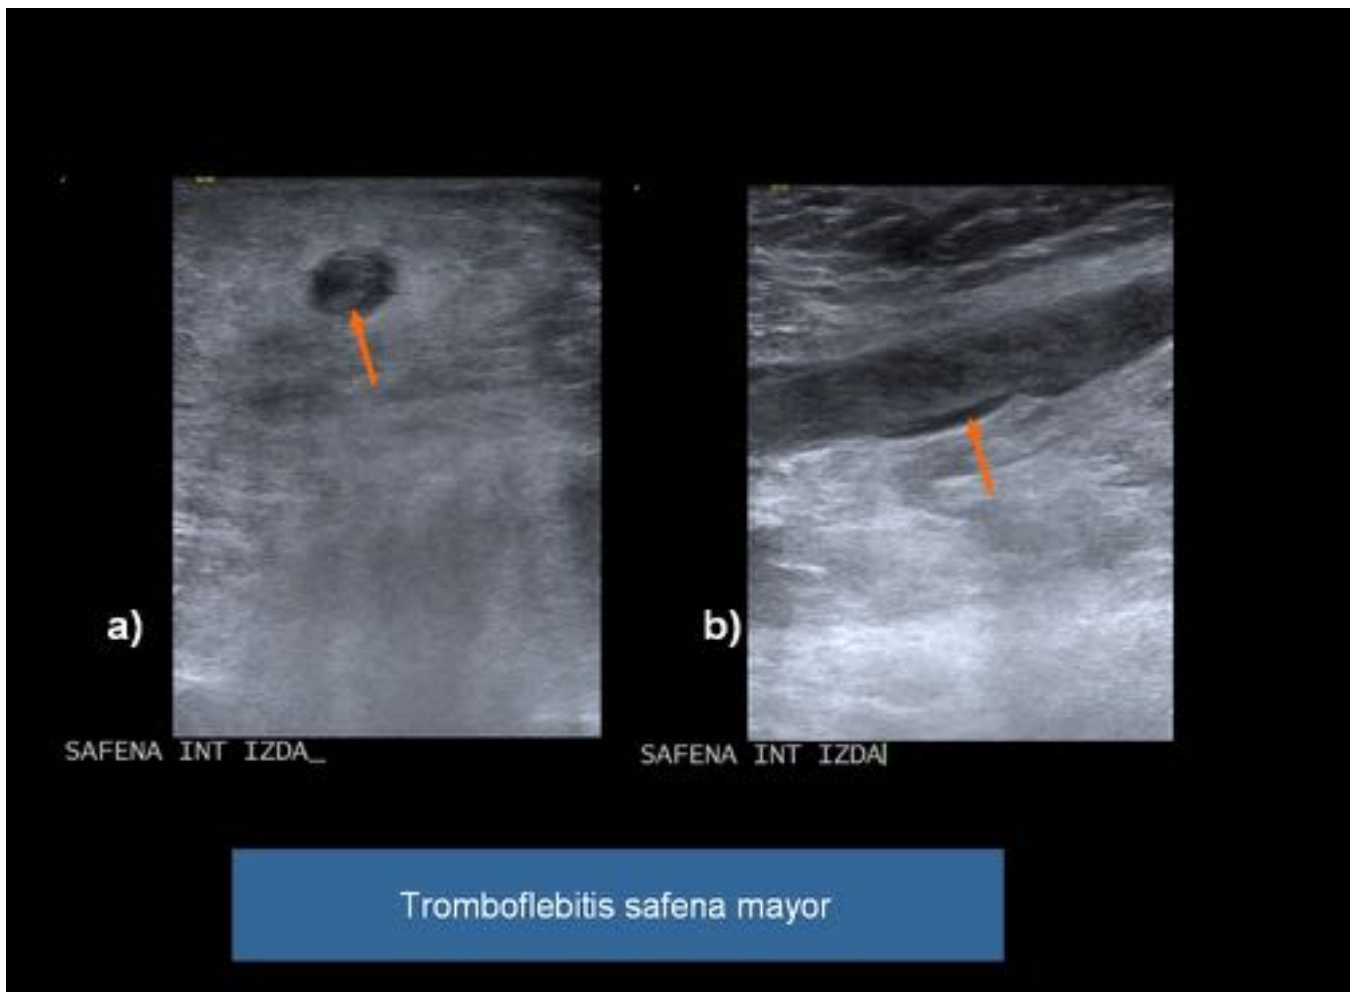 a)
b)
SAFENA INT IZDA_
SAFENA INT IZDA
Tromboflebitis safena mayor